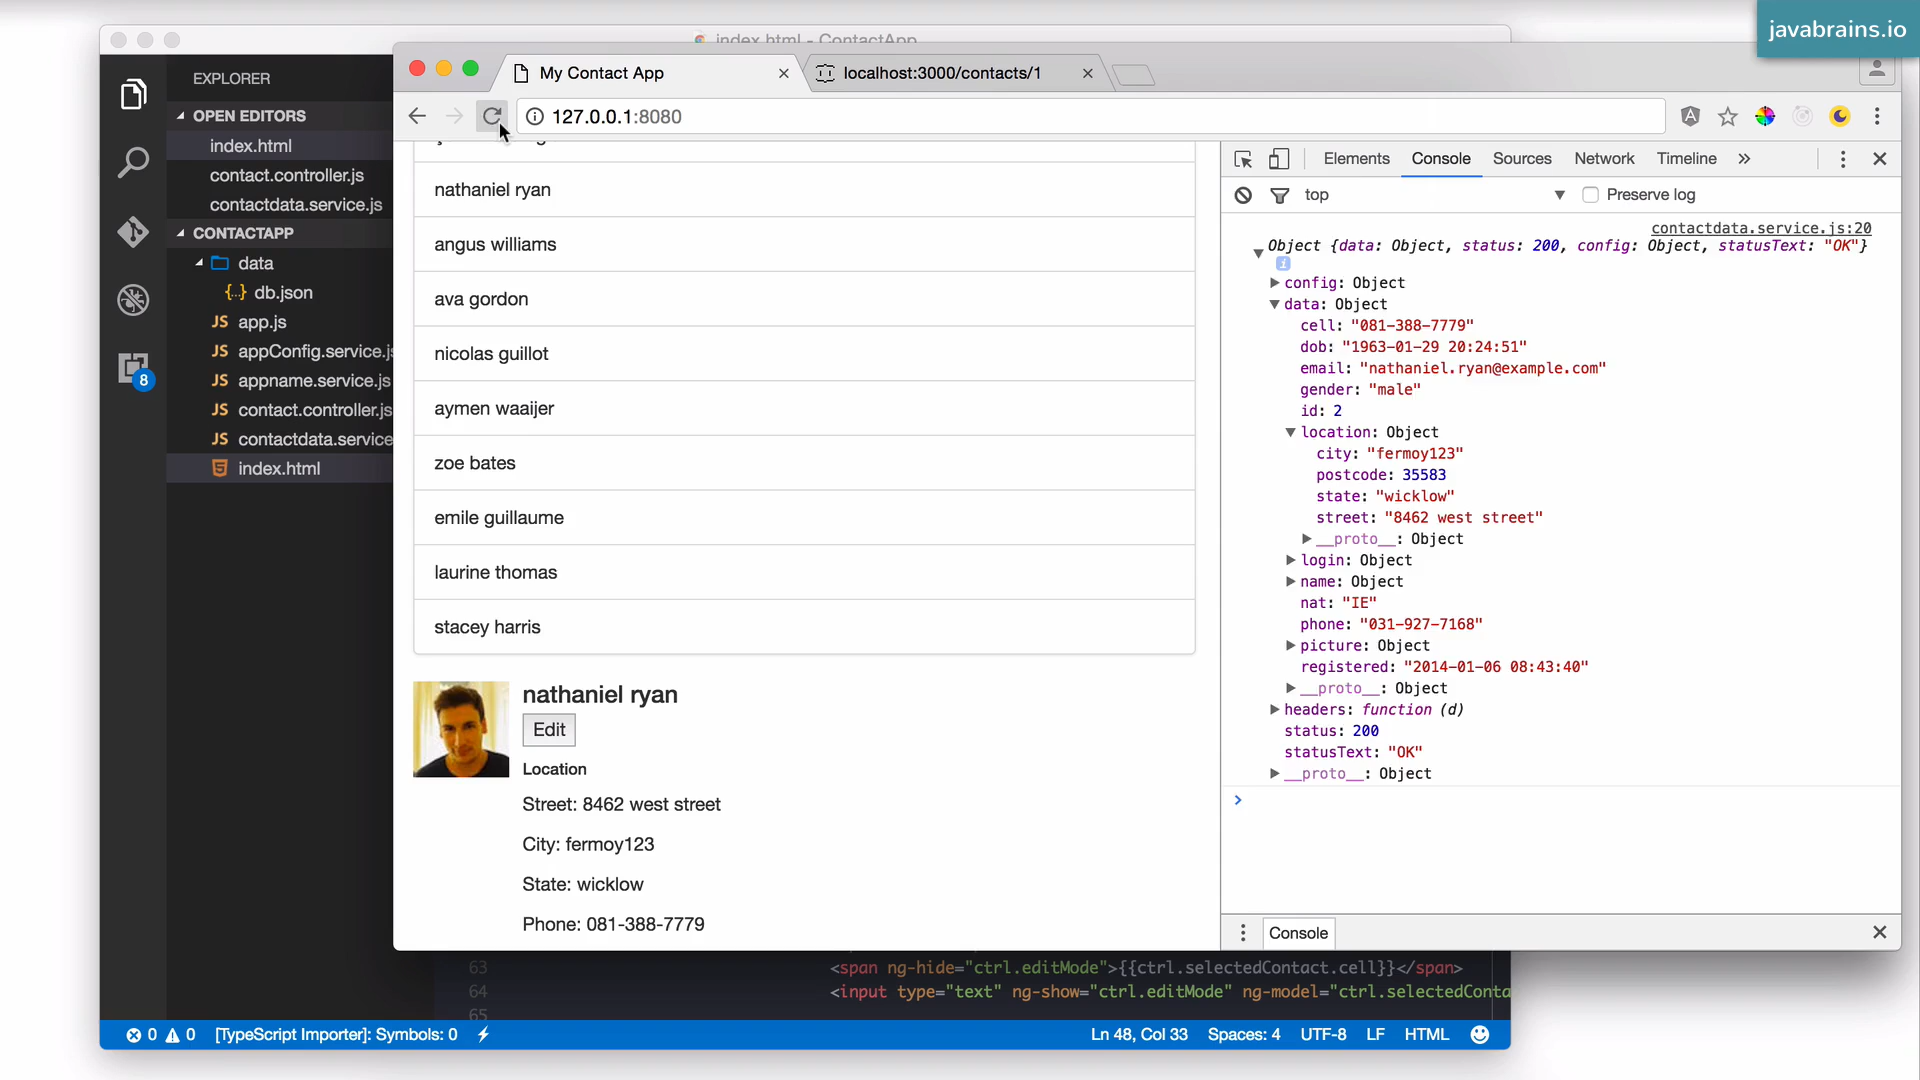 javabrains.io
index.html - ContactApp
My Contact App
localhost:3000/contacts/1
127.0.0.1:8080
EXPLORER
OPEN EDITORS
index.html
contact.controller.js
contactdata.service.js
CONTACTAPP
data
{..} db.json
JS app.js
JS appConfig.service.js
JS appname.service.js
JS contact.controller.js
JS contactdata.service
index.html
8
nathaniel ryan
angus williams
ava gordon
nicolas guillot
aymen waaijer
zoe bates
emile guillaume
laurine thomas
stacey harris
nathaniel ryan
Edit
Location
Street: 8462 west street
City: fermoy123
State: wicklow
Phone: 081-388-7779
Elements Console Sources Network Timeline »
top Preserve log
contactdata.service.js:20
Object {data: Object, status: 200, config: Object, statusText: "OK"}
config: Object
data: Object
cell: "081-388-7779"
dob: "1963-01-29 20:24:51"
email: "nathaniel.ryan@example.com"
gender: "male"
id: 2
location: Object
city: "fermoy123"
postcode: 35583
state: "wicklow"
street: "8462 west street"
__proto__: Object
login: Object
name: Object
nat: "IE"
phone: "031-927-7168"
picture: Object
registered: "2014-01-06 08:43:40"
__proto__: Object
headers: function (d)
status: 200
statusText: "OK"
__proto__: Object
Console
63 <span ng-hide="ctrl.editMode">{{ctrl.selectedContact.cell}}</span>
64 <input type="text" ng-show="ctrl.editMode" ng-model="ctrl.selectedConta
65
0 0 [TypeScript Importer]: Symbols: 0 Ln 48, Col 33 Spaces: 4 UTF-8 LF HTML